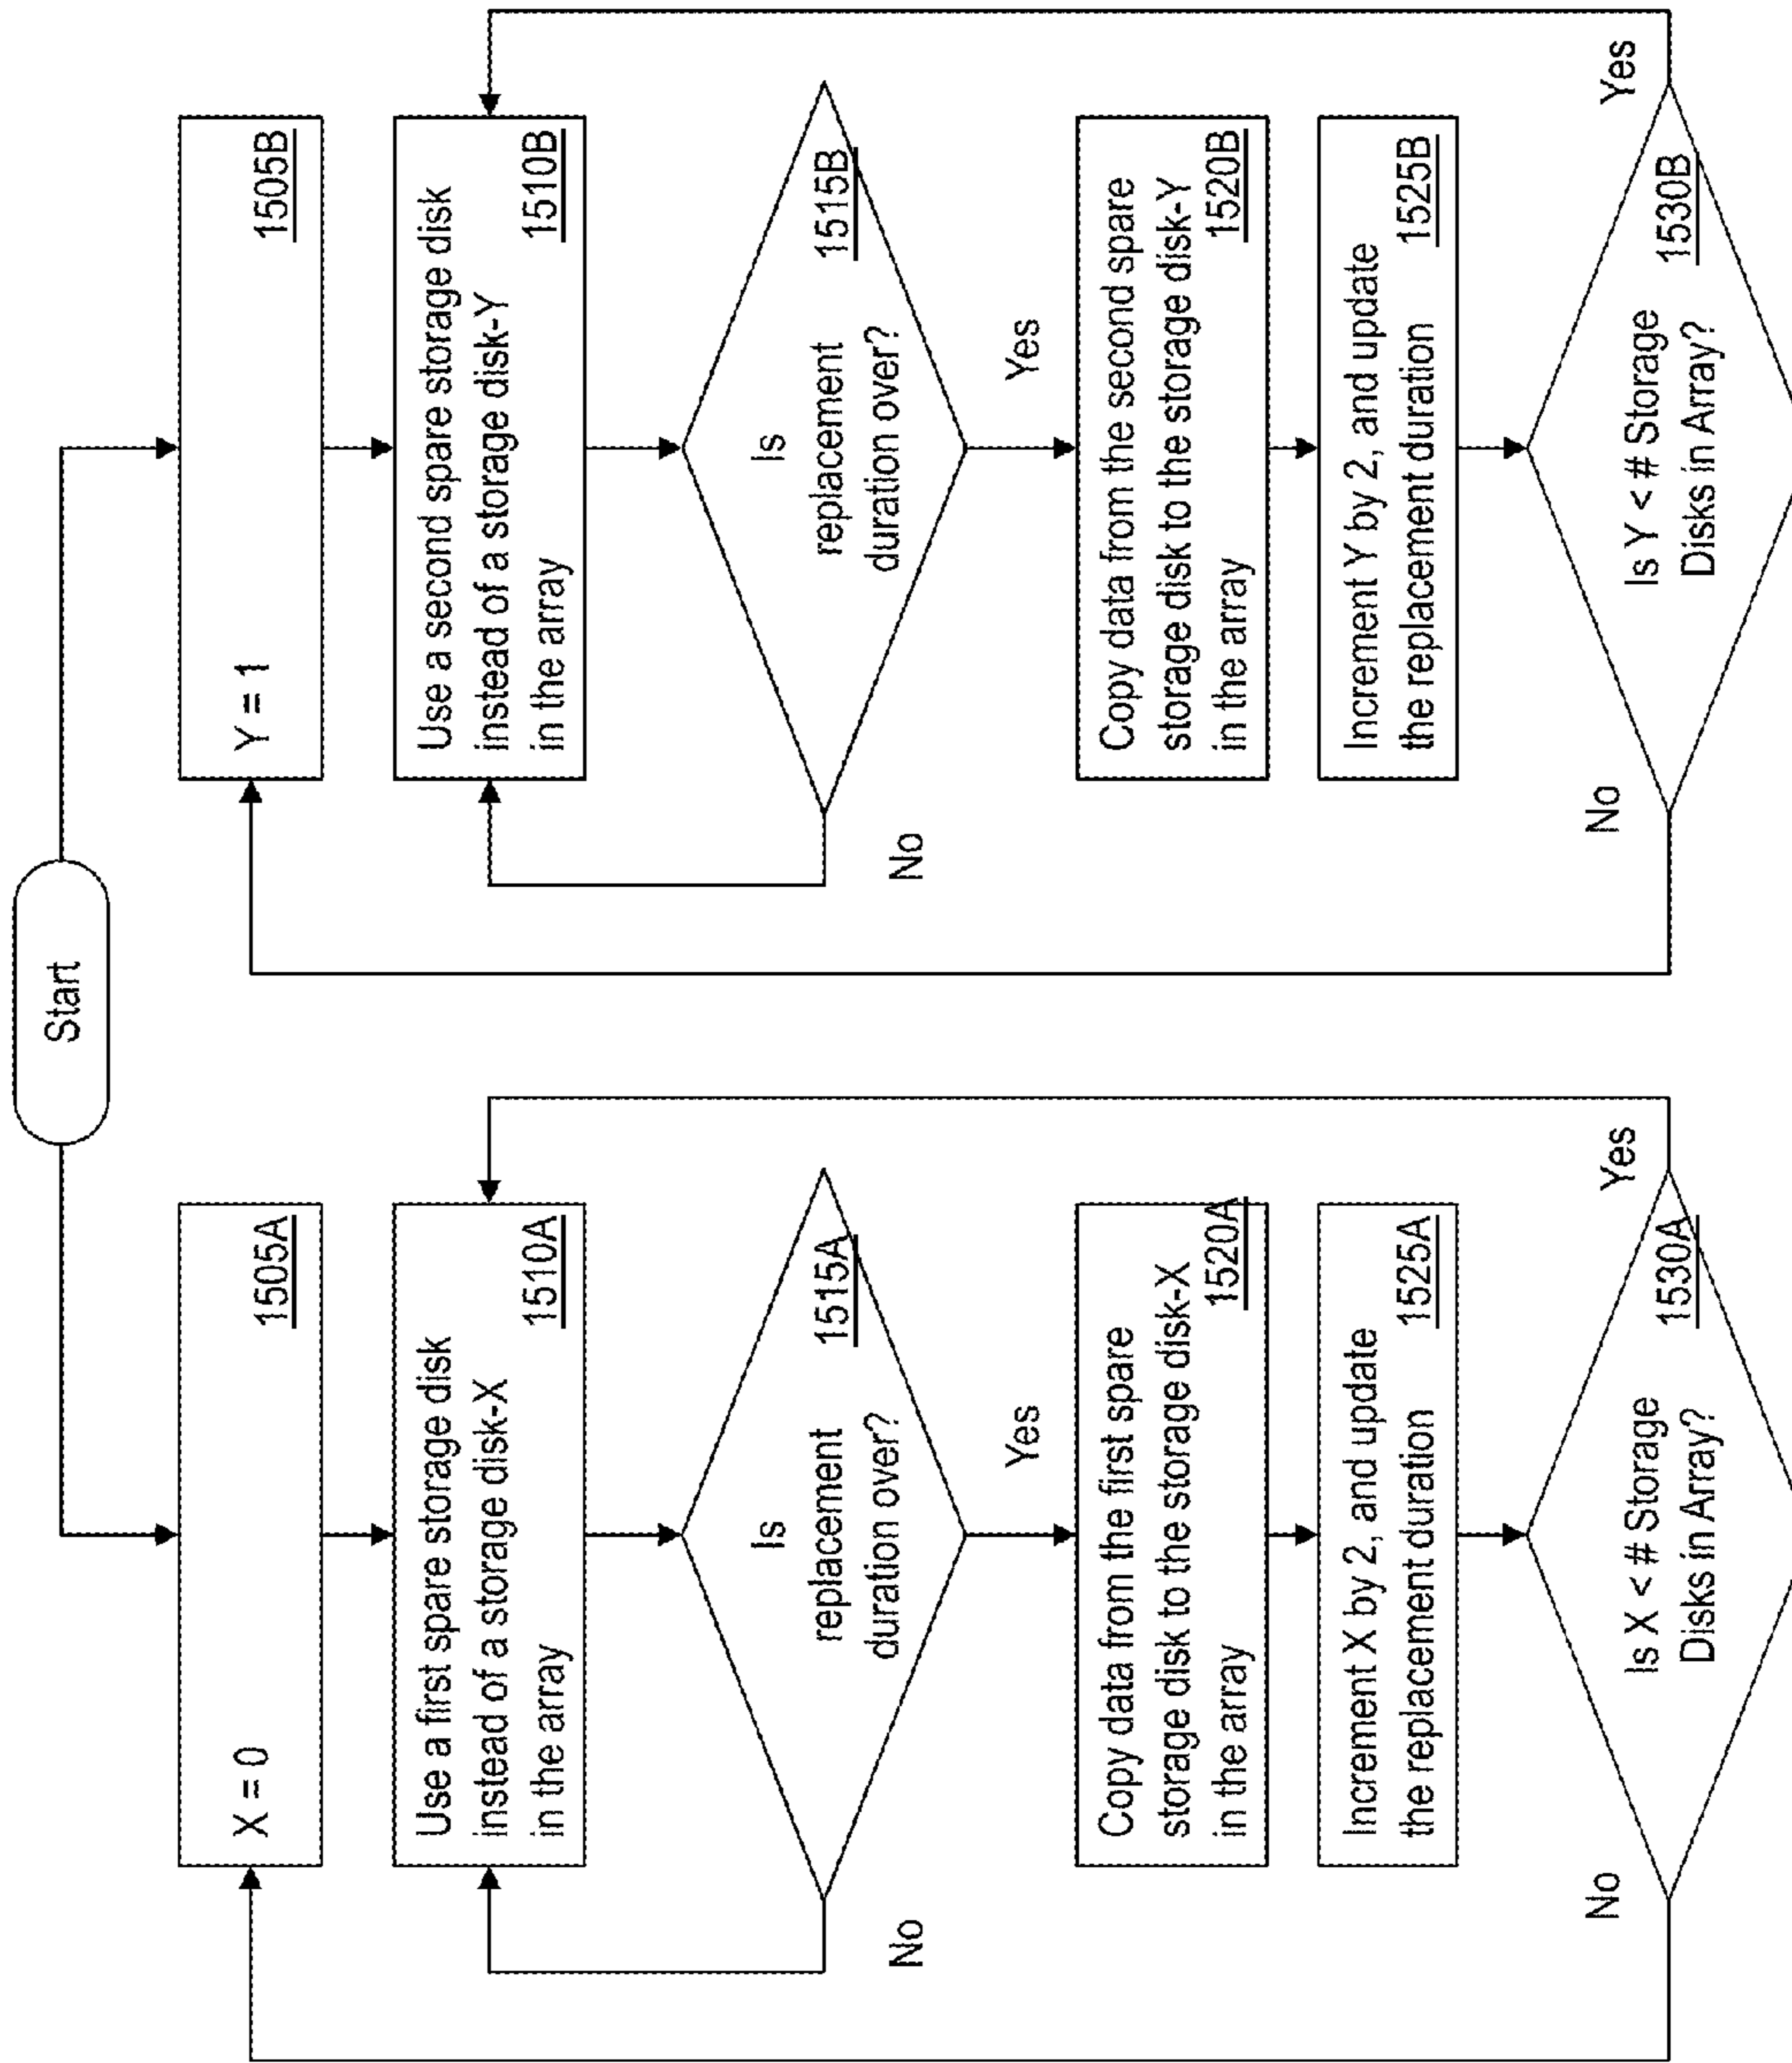 Start
X = 0
1505A
Use a first spare storage disk
instead of a storage disk-X
in the array
1510A
Is
replacement
duration over?
1515A
No
Yes
Copy data from the first spare
storage disk to the storage disk-X
in the array
1520A
Increment X by 2, and update
the replacement duration
1525A
Is X < # Storage
Disks in Array?
1530A
No
Yes
Y = 1
1505B
Use a second spare storage disk
instead of a storage disk-Y
in the array
1510B
Is
replacement
duration over?
1515B
No
Yes
Copy data from the second spare
storage disk to the storage disk-Y
in the array
1520B
Increment Y by 2, and update
the replacement duration
1525B
Is Y < # Storage
Disks in Array?
1530B
No
Yes